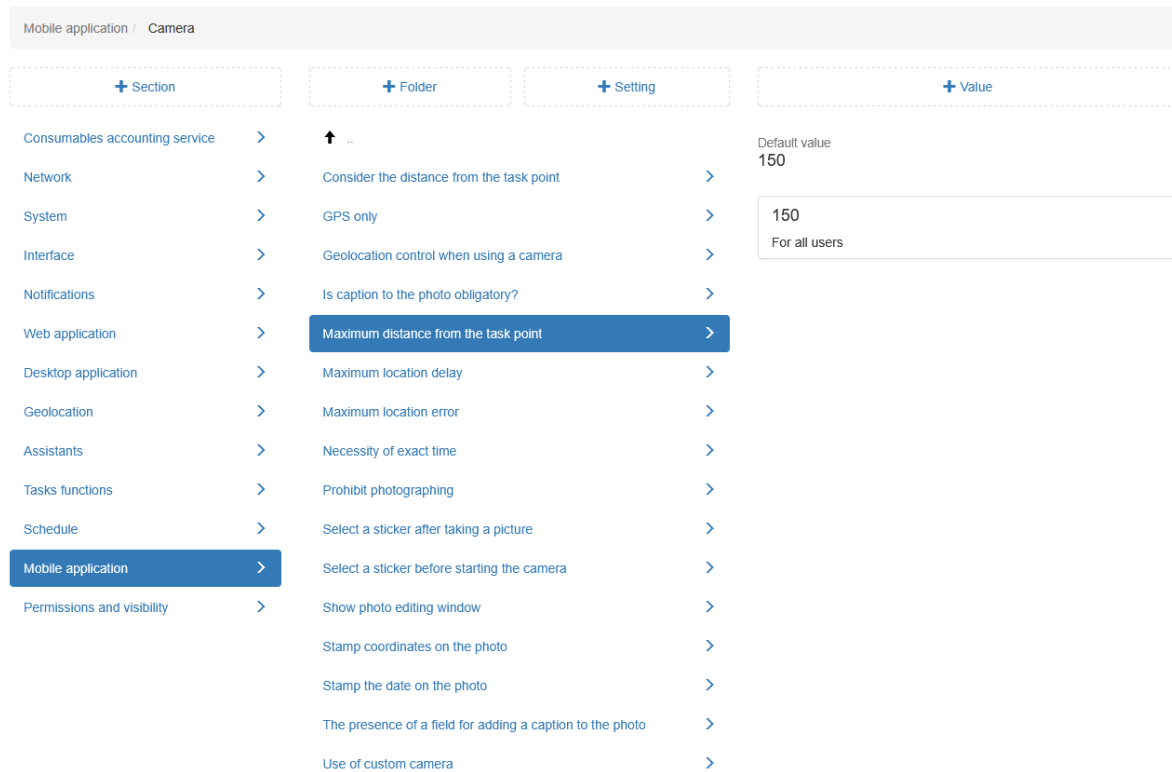 Mobile application / Camera
+ Section
+ Folder
+ Setting
+ Value
Consumables accounting service
Network
System
Interface
Notifications
Web application
Desktop application
Geolocation
Assistants
Tasks functions
Schedule
Mobile application
Permissions and visibility
..
Consider the distance from the task point
GPS only
Geolocation control when using a camera
Is caption to the photo obligatory?
Maximum distance from the task point
Maximum location delay
Maximum location error
Necessity of exact time
Prohibit photographing
Select a sticker after taking a picture
Select a sticker before starting the camera
Show photo editing window
Stamp coordinates on the photo
Stamp the date on the photo
The presence of a field for adding a caption to the photo
Use of custom camera
Default value
150
150
For all users